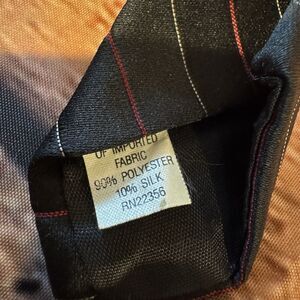 OF IMPORTED
FABRIC
90% POLYESTER
10% SILK
RN22356